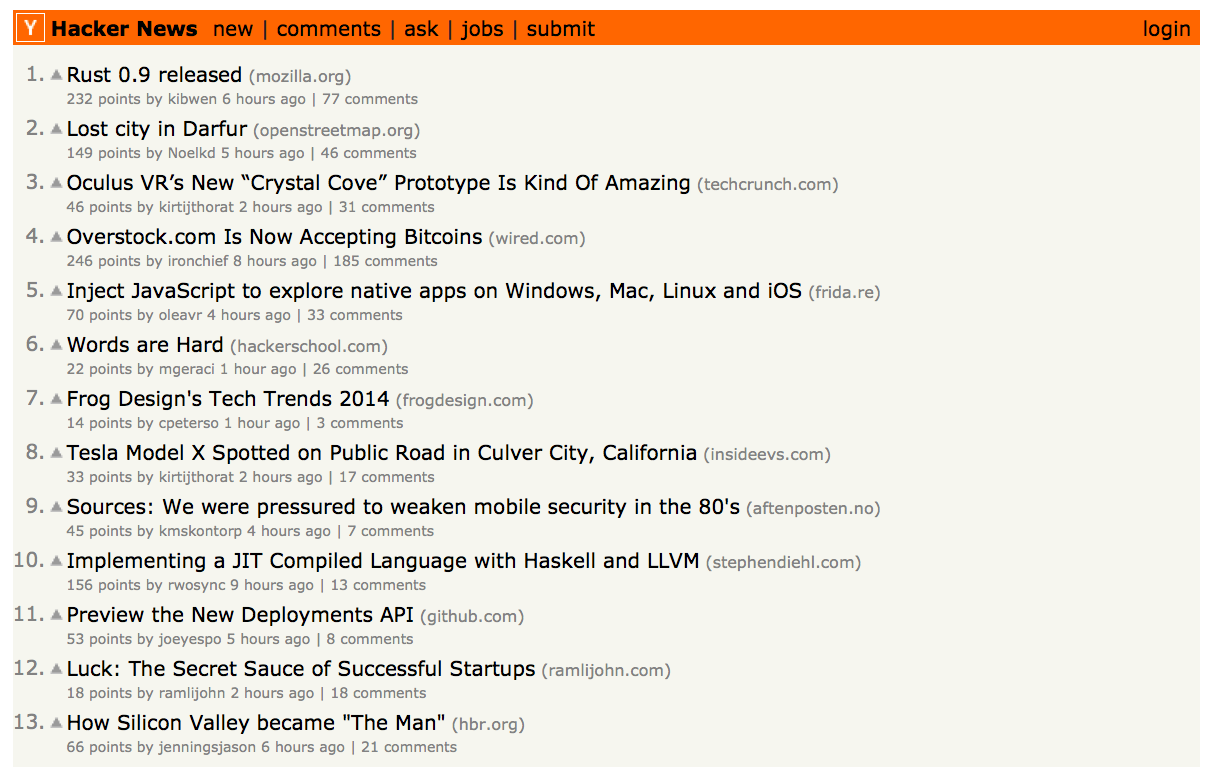 Y Hacker News new | comments | ask | jobs | submit login
1. Rust 0.9 released (mozilla.org)
232 points by kibwen 6 hours ago | 77 comments
2. Lost city in Darfur (openstreetmap.org)
149 points by Noelkd 5 hours ago | 46 comments
3. Oculus VR’s New “Crystal Cove” Prototype Is Kind Of Amazing (techcrunch.com)
46 points by kirtijthorat 2 hours ago | 31 comments
4. Overstock.com Is Now Accepting Bitcoins (wired.com)
246 points by ironchief 8 hours ago | 185 comments
5. Inject JavaScript to explore native apps on Windows, Mac, Linux and iOS (frida.re)
70 points by oleavr 4 hours ago | 33 comments
6. Words are Hard (hackerschool.com)
22 points by mgeraci 1 hour ago | 26 comments
7. Frog Design's Tech Trends 2014 (frogdesign.com)
14 points by cpeterso 1 hour ago | 3 comments
8. Tesla Model X Spotted on Public Road in Culver City, California (insideevs.com)
33 points by kirtijthorat 2 hours ago | 17 comments
9. Sources: We were pressured to weaken mobile security in the 80's (aftenposten.no)
45 points by kmskontorp 4 hours ago | 7 comments
10. Implementing a JIT Compiled Language with Haskell and LLVM (stephendiehl.com)
156 points by rwosync 9 hours ago | 13 comments
11. Preview the New Deployments API (github.com)
53 points by joeyespo 5 hours ago | 8 comments
12. Luck: The Secret Sauce of Successful Startups (ramlijohn.com)
18 points by ramlijohn 2 hours ago | 18 comments
13. How Silicon Valley became "The Man" (hbr.org)
66 points by jenningsjason 6 hours ago | 21 comments